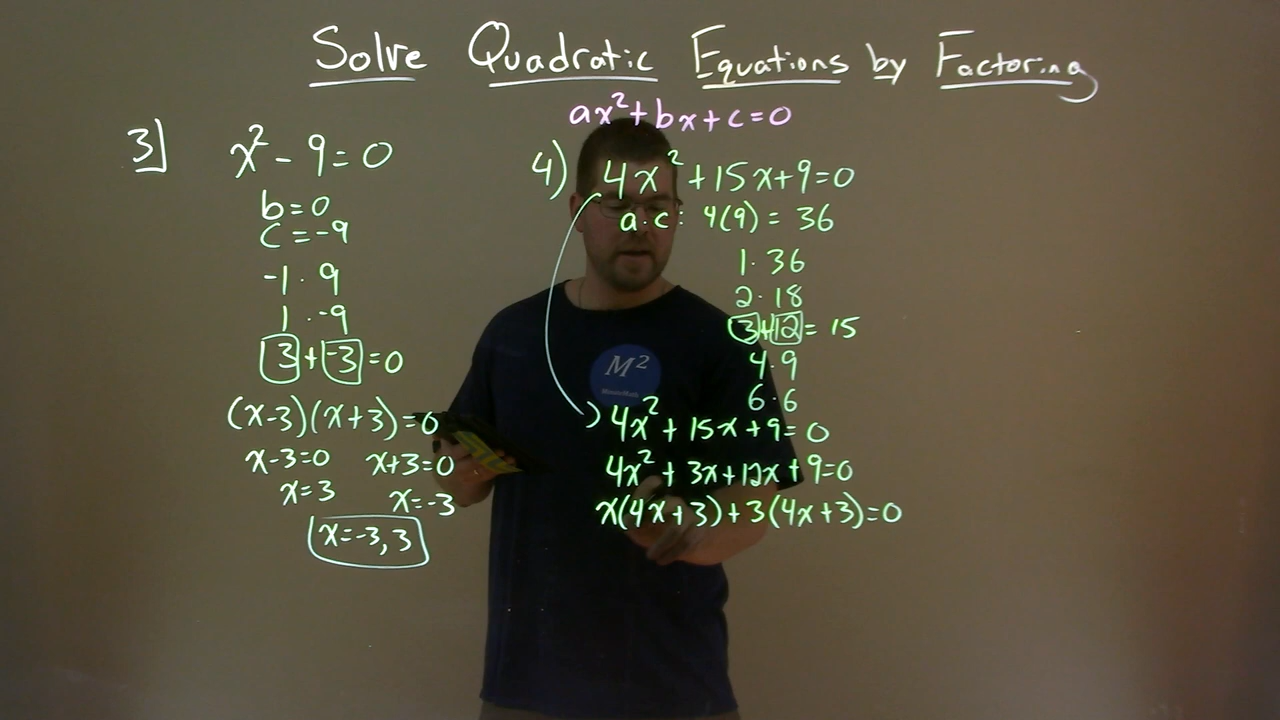 Solve Quadratic Equations by Factoring
ax²+bx+c=0
3]
x²-9=0
b=0
c=-9
-1·9
1·-9
3+-3=0
(x-3)(x+3)=0
x-3=0 x+3=0
x=3 x=-3
x=-3,3
4) 4x²+15x+9=0
a·c: 4(9)=36
1·36
2·18
3+12=15
4·9
6·6
4x²+15x+9=0
4x²+3x+12x+9=0
x(4x+3)+3(4x+3)=0
M²